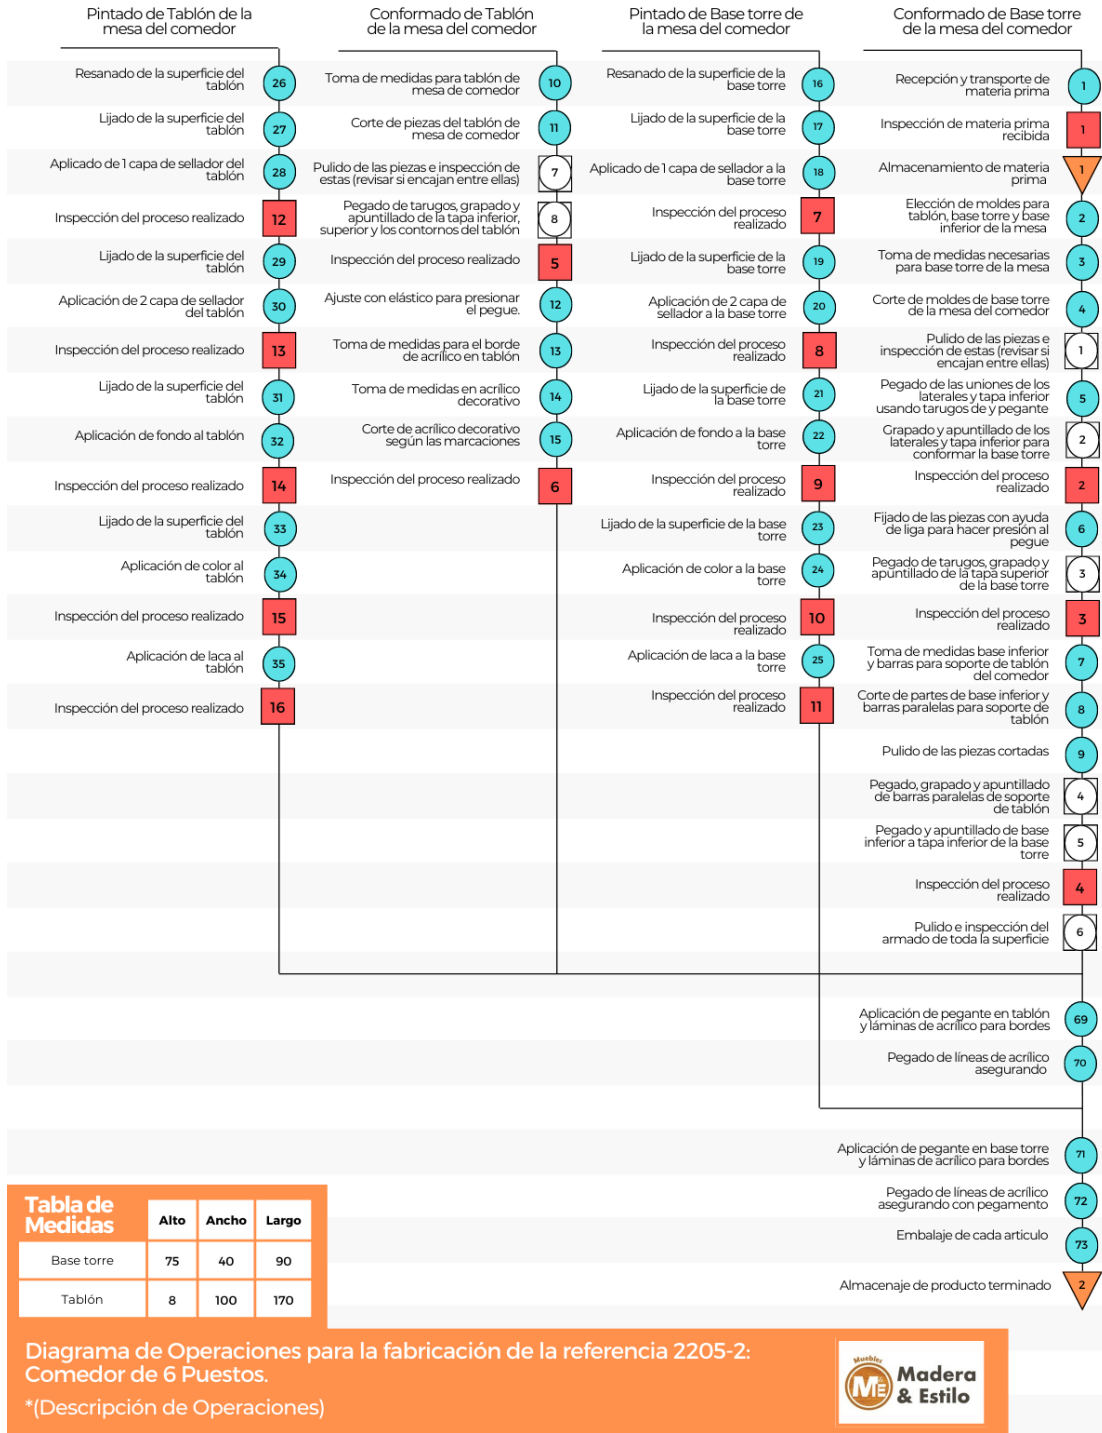 Pintado de Tablón de la
mesa del comedor
Resanado de la superficie del
tablón
26
Lijado de la superficie del
tablón
27
Aplicado de 1 capa de sellador del
tablón
28
Inspección del proceso realizado
12
Lijado de la superficie del
tablón
29
Aplicación de 2 capa de sellador
del tablón
30
Inspección del proceso realizado
13
Lijado de la superficie del
tablón
31
Aplicación de fondo al tablón
32
Inspección del proceso realizado
14
Lijado de la superficie del
tablón
33
Aplicación de color al
tablón
34
Inspección del proceso realizado
15
Aplicación de laca al
tablón
35
Inspección del proceso realizado
16
Conformado de Tablón
de la mesa del comedor
Toma de medidas para tablón de
mesa de comedor
10
Corte de piezas del tablón de
mesa de comedor
11
Pulido de las piezas e inspección de
estas (revisar si encajan entre ellas)
7
Pegado de tarugos, grapado y
apuntillado de la tapa inferior,
superior y los contornos del tablón
8
Inspección del proceso realizado
5
Ajuste con elástico para presionar
el pegue.
12
Toma de medidas para el borde
de acrílico en tablón
13
Toma de medidas en acrílico
decorativo
14
Corte de acrílico decorativo
según las marcaciones
15
Inspección del proceso realizado
6
Pintado de Base torre de
la mesa del comedor
Resanado de la superficie de la
base torre
16
Lijado de la superficie de la
base torre
17
Aplicado de 1 capa de sellador a la
base torre
18
Inspección del proceso
realizado
7
Lijado de la superficie de la
base torre
19
Aplicación de 2 capa de
sellador a la base torre
20
Inspección del proceso
realizado
8
Lijado de la superficie de
la base torre
21
Aplicación de fondo a la base
torre
22
Inspección del proceso
realizado
9
Lijado de la superficie de la base
torre
23
Aplicación de color a la base
torre
24
Inspección del proceso
realizado
10
Aplicación de laca a la base
torre
25
Inspección del proceso
realizado
11
Conformado de Base torre
de la mesa del comedor
Recepción y transporte de
materia prima
1
Inspección de materia prima
recibida
1
Almacenamiento de materia
prima
1
Elección de moldes para
tablón, base torre y base
inferior de la mesa
2
Toma de medidas necesarias
para base torre de la mesa
3
Corte de moldes de base torre
de la mesa del comedor
4
Pulido de las piezas e
inspección de estas (revisar si
encajan entre ellas)
1
Pegado de las uniones de los
laterales y tapa inferior
usando tarugos de y pegante
5
Grapado y apuntillado de los
laterales y tapa inferior para
conformar la base torre
2
Inspección del proceso
realizado
2
Fijado de las piezas con ayuda
de liga para hacer presión al
pegue
6
Pegado de tarugos, grapado y
apuntillado de la tapa superior
de la base torre
3
Inspección del proceso
realizado
3
Toma de medidas base inferior
y barras para soporte de tablón
del comedor
7
Corte de partes de base inferior y
barras paralelas para soporte de
tablón
8
Pulido de las piezas cortadas
9
Pegado, grapado y apuntillado
de barras paralelas de soporte
de tablón
4
Pegado y apuntillado de base
inferior a tapa inferior de la base
torre
5
Inspección del proceso
realizado
4
Pulido e inspección del
armado de toda la superficie
6
Aplicación de pegante en tablón
y láminas de acrílico para bordes
69
Pegado de líneas de acrílico
asegurando
70
Aplicación de pegante en base torre
y láminas de acrílico para bordes
71
Pegado de líneas de acrílico
asegurando con pegamento
72
Embalaje de cada articulo
73
Almacenaje de producto terminado
2
Tabla de
Medidas
Alto Ancho Largo
Base torre 75 40 90
Tablón 8 100 170
Diagrama de Operaciones para la fabricación de la referencia 2205-2:
Comedor de 6 Puestos.
*(Descripción de Operaciones)
Muebles
M&E
Madera
& Estilo